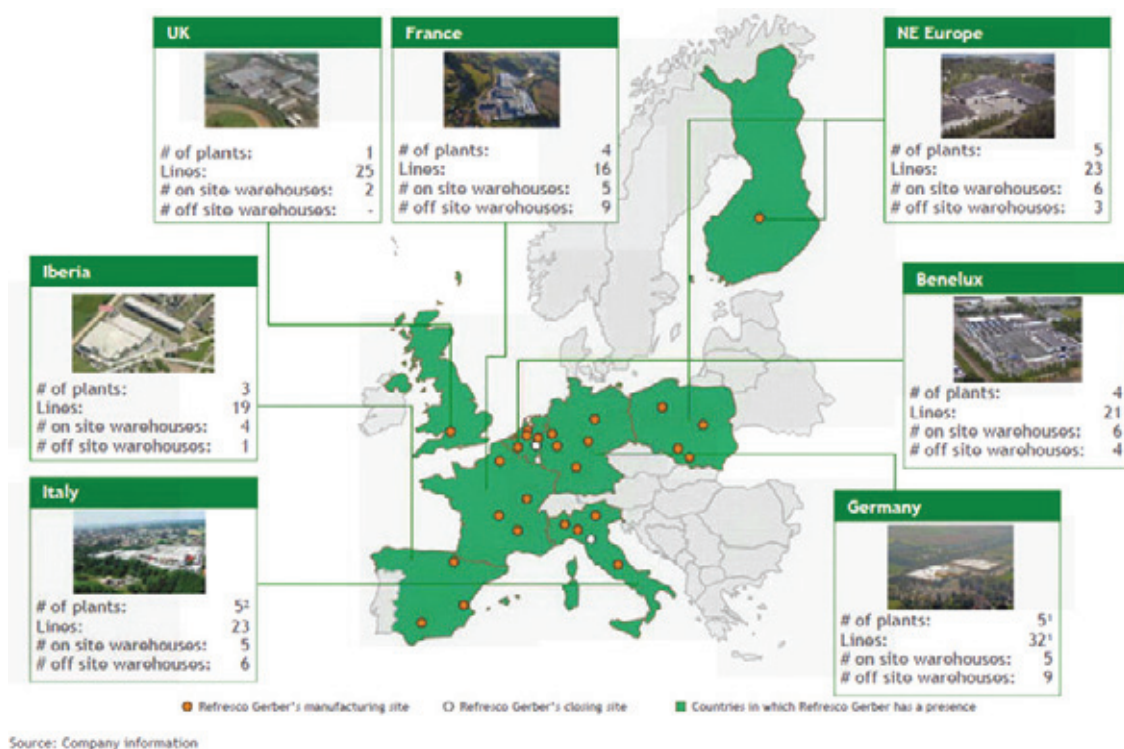 UK
# of plants: 1
Lines: 25
# on site warehouses: 2
# off site warehouses: -
France
# of plants: 4
Lines: 16
# on site warehouses: 5
# off site warehouses: 9
NE Europe
# of plants: 5
Lines: 23
# on site warehouses: 6
# off site warehouses: 3
Iberia
# of plants: 3
Lines: 19
# on site warehouses: 4
# off site warehouses: 1
Benelux
# of plants: 4
Lines: 21
# on site warehouses: 6
# off site warehouses: 4
Italy
# of plants: 5²
Lines: 23
# on site warehouses: 5
# off site warehouses: 6
Germany
# of plants: 5¹
Lines: 32¹
# on site warehouses: 5
# off site warehouses: 9
Refresco Gerber's manufacturing site
Refresco Gerber's closing site
Countries in which Refresco Gerber has a presence
Source: Company information